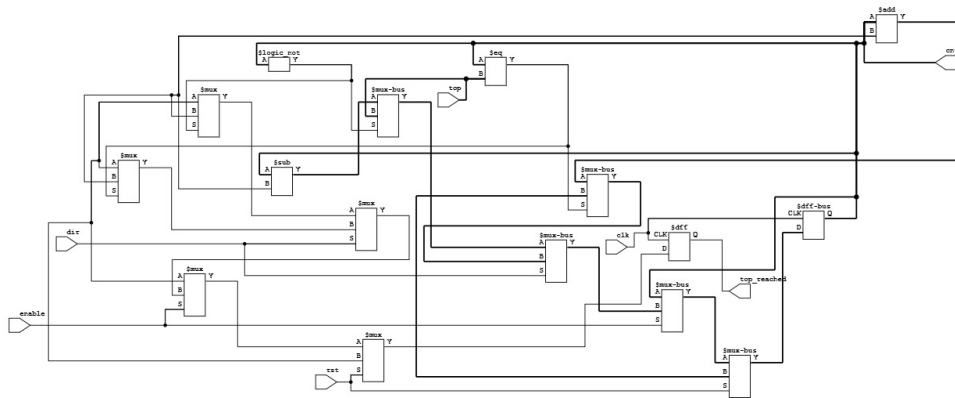 A $add Y
B
$logic_not
A Y
A $eq Y
B
cn
top
A $mux Y
B
S
A $mux-bus Y
B
S
A $mux Y
B
S
A $sub Y
B
A $mux-bus Y
B
S
A $mux Y
B
S
$dff-bus
CLK Q
D
dir
clk
$dff
CLK Q
D
A $mux-bus Y
B
S
A $mux Y
B
S
top_reached
A $mux-bus Y
B
S
enable
A $mux Y
B
S
A $mux-bus Y
B
S
rst